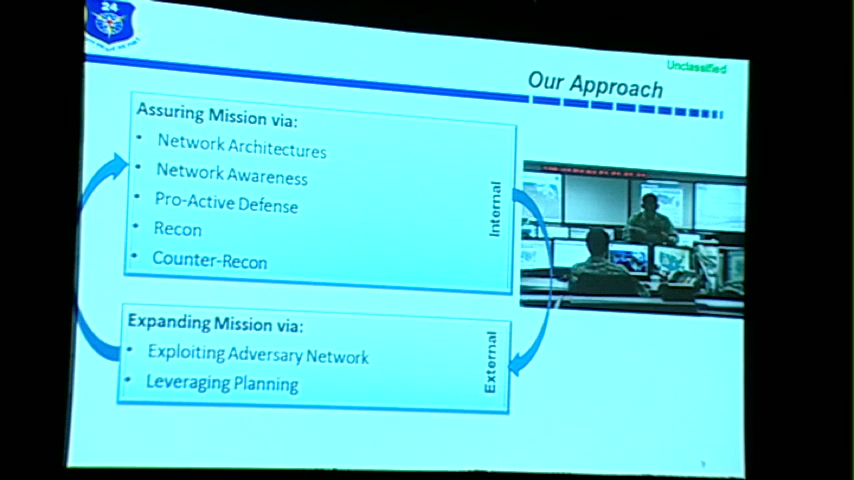 24
Unclassified
Our Approach
Assuring Mission via:
• Network Architectures
• Network Awareness
• Pro-Active Defense
• Recon
• Counter-Recon
Internal
Expanding Mission via:
• Exploiting Adversary Network
• Leveraging Planning
External